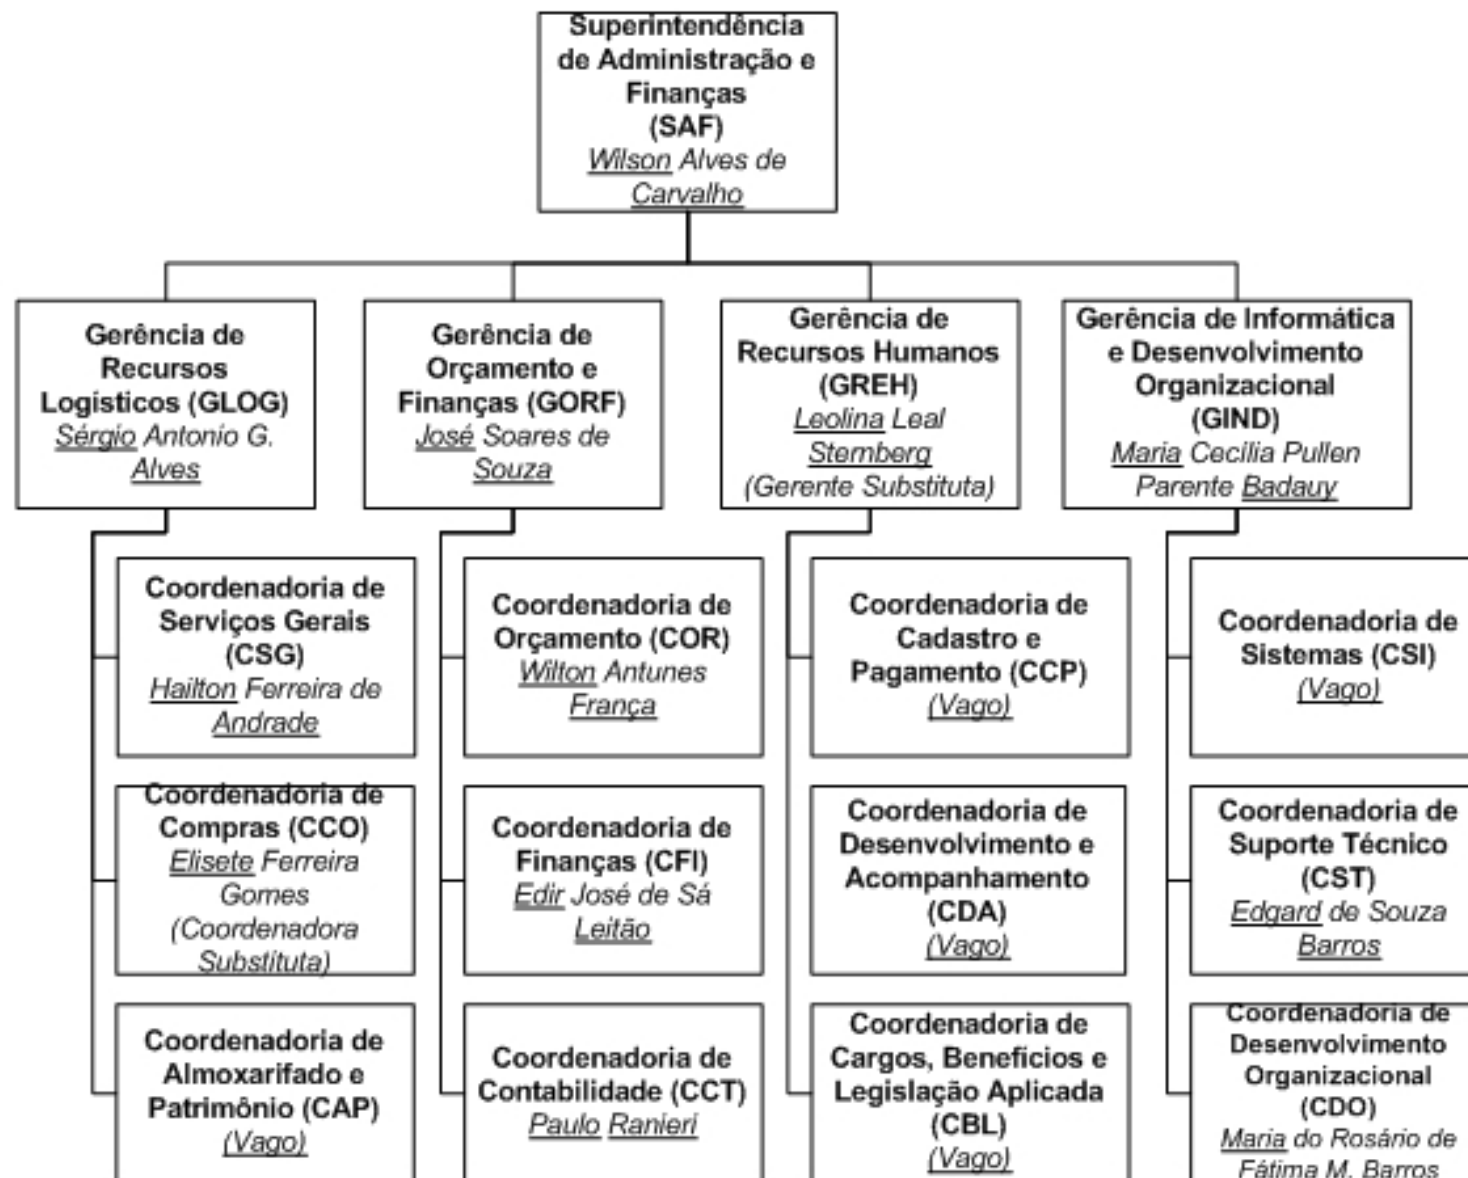 Superintendência
de Administração e
Finanças
(SAF)
Wilson Alves de
Carvalho
Gerência de
Recursos
Logísticos (GLOG)
Sérgio Antonio G.
Alves
Gerência de
Orçamento e
Finanças (GORF)
José Soares de
Souza
Gerência de
Recursos Humanos
(GREH)
Leolina Leal
Sternberg
(Gerente Substituta)
Gerência de Informática
e Desenvolvimento
Organizacional
(GIND)
Maria Cecília Pullen
Parente Badauy
Coordenadoria de
Serviços Gerais
(CSG)
Hailton Ferreira de
Andrade
Coordenadoria de
Orçamento (COR)
Wilton Antunes
França
Coordenadoria de
Cadastro e
Pagamento (CCP)
(Vago)
Coordenadoria de
Sistemas (CSI)
(Vago)
Coordenadoria de
Compras (CCO)
Elisete Ferreira
Gomes
(Coordenadora
Substituta)
Coordenadoria de
Finanças (CFI)
Edir José de Sá
Leitão
Coordenadoria de
Desenvolvimento e
Acompanhamento
(CDA)
(Vago)
Coordenadoria de
Suporte Técnico
(CST)
Edgard de Souza
Barros
Coordenadoria de
Almoxarifado e
Patrimônio (CAP)
(Vago)
Coordenadoria de
Contabilidade (CCT)
Paulo Ranieri
Coordenadoria de
Cargos, Benefícios e
Legislação Aplicada
(CBL)
(Vago)
Coordenadoria de
Desenvolvimento
Organizacional
(CDO)
Maria do Rosário de
Fátima M. Barros